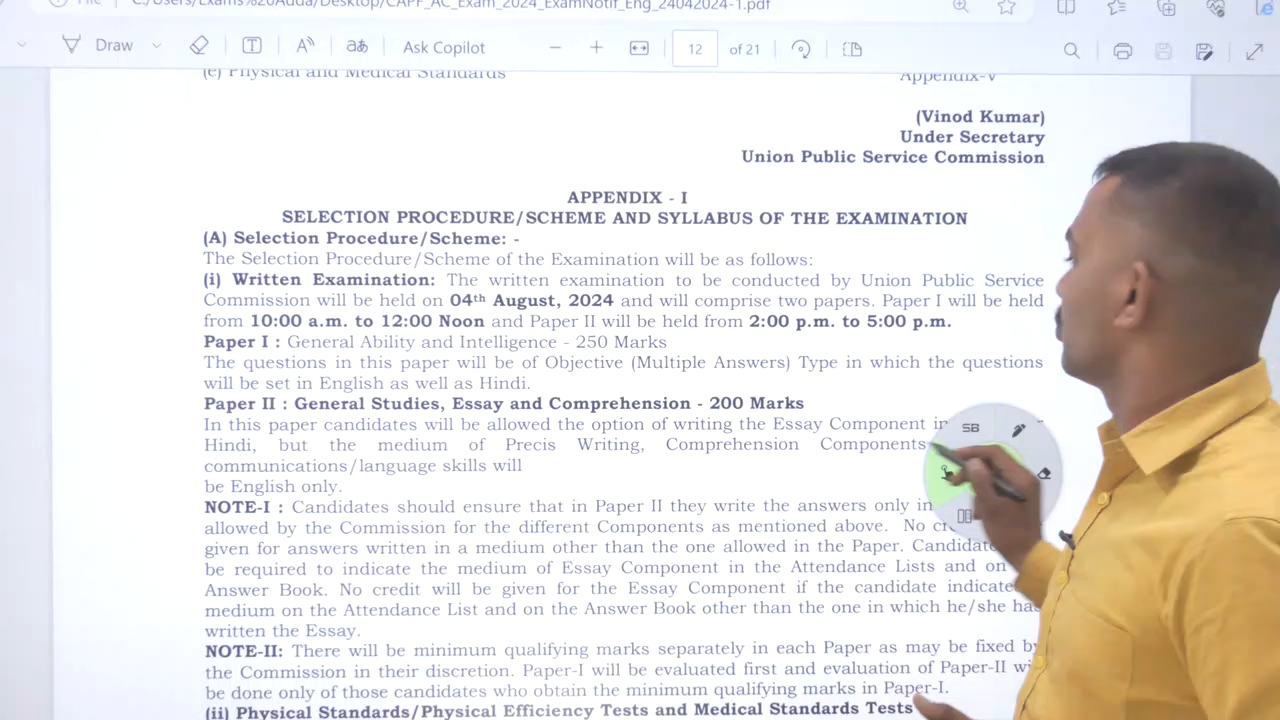 File C:/Users/Exams%20Adda/Desktop/CAPF_AC_Exam_2024_ExamNotif_Eng_24042024-1.pdf
Draw aあ Ask Copilot 12 of 21
(e) Physical and Medical Standards Appendix-V
(Vinod Kumar)
Under Secretary
Union Public Service Commission
APPENDIX - I
SELECTION PROCEDURE/SCHEME AND SYLLABUS OF THE EXAMINATION
(A) Selection Procedure/Scheme: -
The Selection Procedure/Scheme of the Examination will be as follows:
(i) Written Examination: The written examination to be conducted by Union Public Service
Commission will be held on 04th August, 2024 and will comprise two papers. Paper I will be held
from 10:00 a.m. to 12:00 Noon and Paper II will be held from 2:00 p.m. to 5:00 p.m.
Paper I : General Ability and Intelligence - 250 Marks
The questions in this paper will be of Objective (Multiple Answers) Type in which the questions
will be set in English as well as Hindi.
Paper II : General Studies, Essay and Comprehension - 200 Marks
In this paper candidates will be allowed the option of writing the Essay Component in
Hindi, but the medium of Precis Writing, Comprehension Components
communications/language skills will
be English only.
NOTE-I : Candidates should ensure that in Paper II they write the answers only in
allowed by the Commission for the different Components as mentioned above. No
given for answers written in a medium other than the one allowed in the Paper.
be required to indicate the medium of Essay Component in the Attendance Lists and on
Answer Book. No credit will be given for the Essay Component if the candidate
medium on the Attendance List and on the Answer Book other than the one in which he/she has
written the Essay.
NOTE-II: There will be minimum qualifying marks separately in each Paper as may be fixed by
the Commission in their discretion. Paper-I will be evaluated first and evaluation of Paper-II
be done only of those candidates who obtain the minimum qualifying marks in Paper-I.
(ii) Physical Standards/Physical Efficiency Tests and Medical Standards Tests
SB